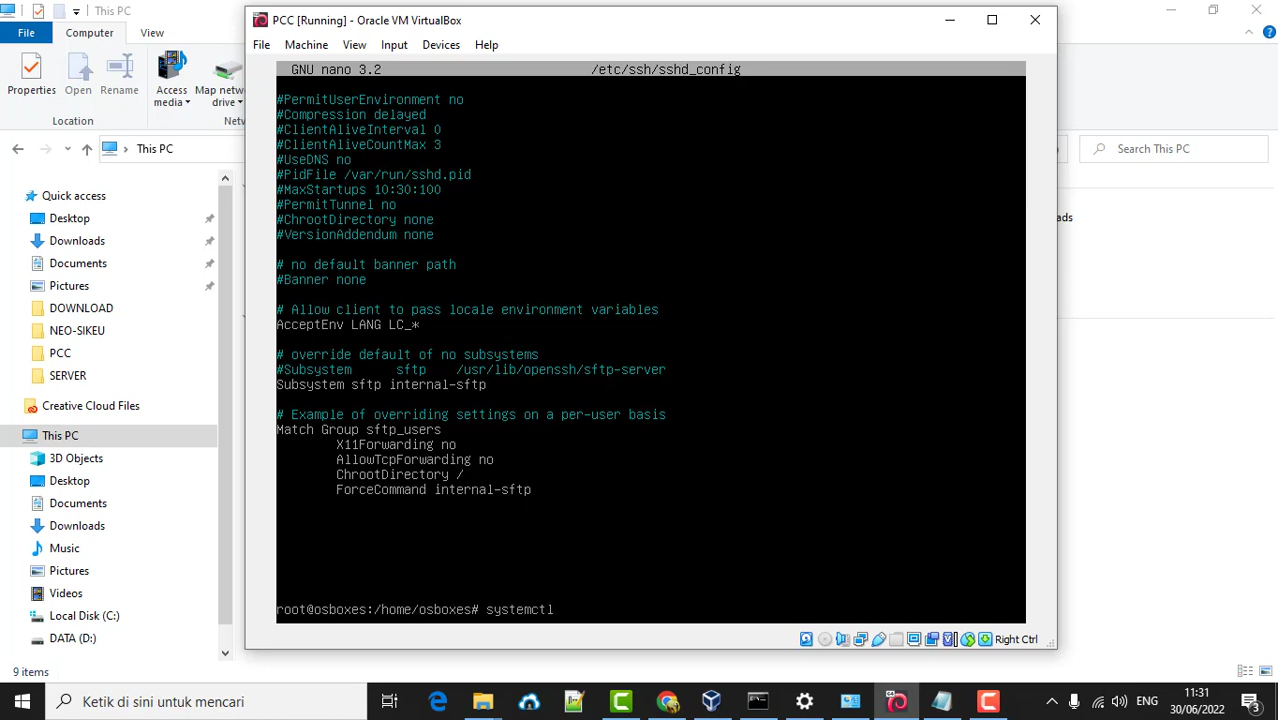 This PC
File
Computer
View
Properties
Open
Rename
Access media
Map netw drive
Location
Netw
This PC
Search This PC
Quick access
Desktop
Downloads
Documents
Pictures
DOWNLOAD
NEO-SIKEU
PCC
SERVER
Creative Cloud Files
This PC
3D Objects
Desktop
Documents
Downloads
Music
Pictures
Videos
Local Disk (C:)
DATA (D:)
9 items
ads
PCC [Running] - Oracle VM VirtualBox
File Machine View Input Devices Help
GNU nano 3.2 /etc/ssh/sshd_config
#PermitUserEnvironment no
#Compression delayed
#ClientAliveInterval 0
#ClientAliveCountMax 3
#UseDNS no
#PidFile /var/run/sshd.pid
#MaxStartups 10:30:100
#PermitTunnel no
#ChrootDirectory none
#VersionAddendum none
# no default banner path
#Banner none
# Allow client to pass locale environment variables
AcceptEnv LANG LC_*
# override default of no subsystems
#Subsystem sftp /usr/lib/openssh/sftp-server
Subsystem sftp internal-sftp
# Example of overriding settings on a per-user basis
Match Group sftp_users
X11Forwarding no
AllowTcpForwarding no
ChrootDirectory /
ForceCommand internal-sftp
root@osboxes:/home/osboxes# systemctl
Right Ctrl
Ketik di sini untuk mencari
ENG
11:31
30/06/2022
3